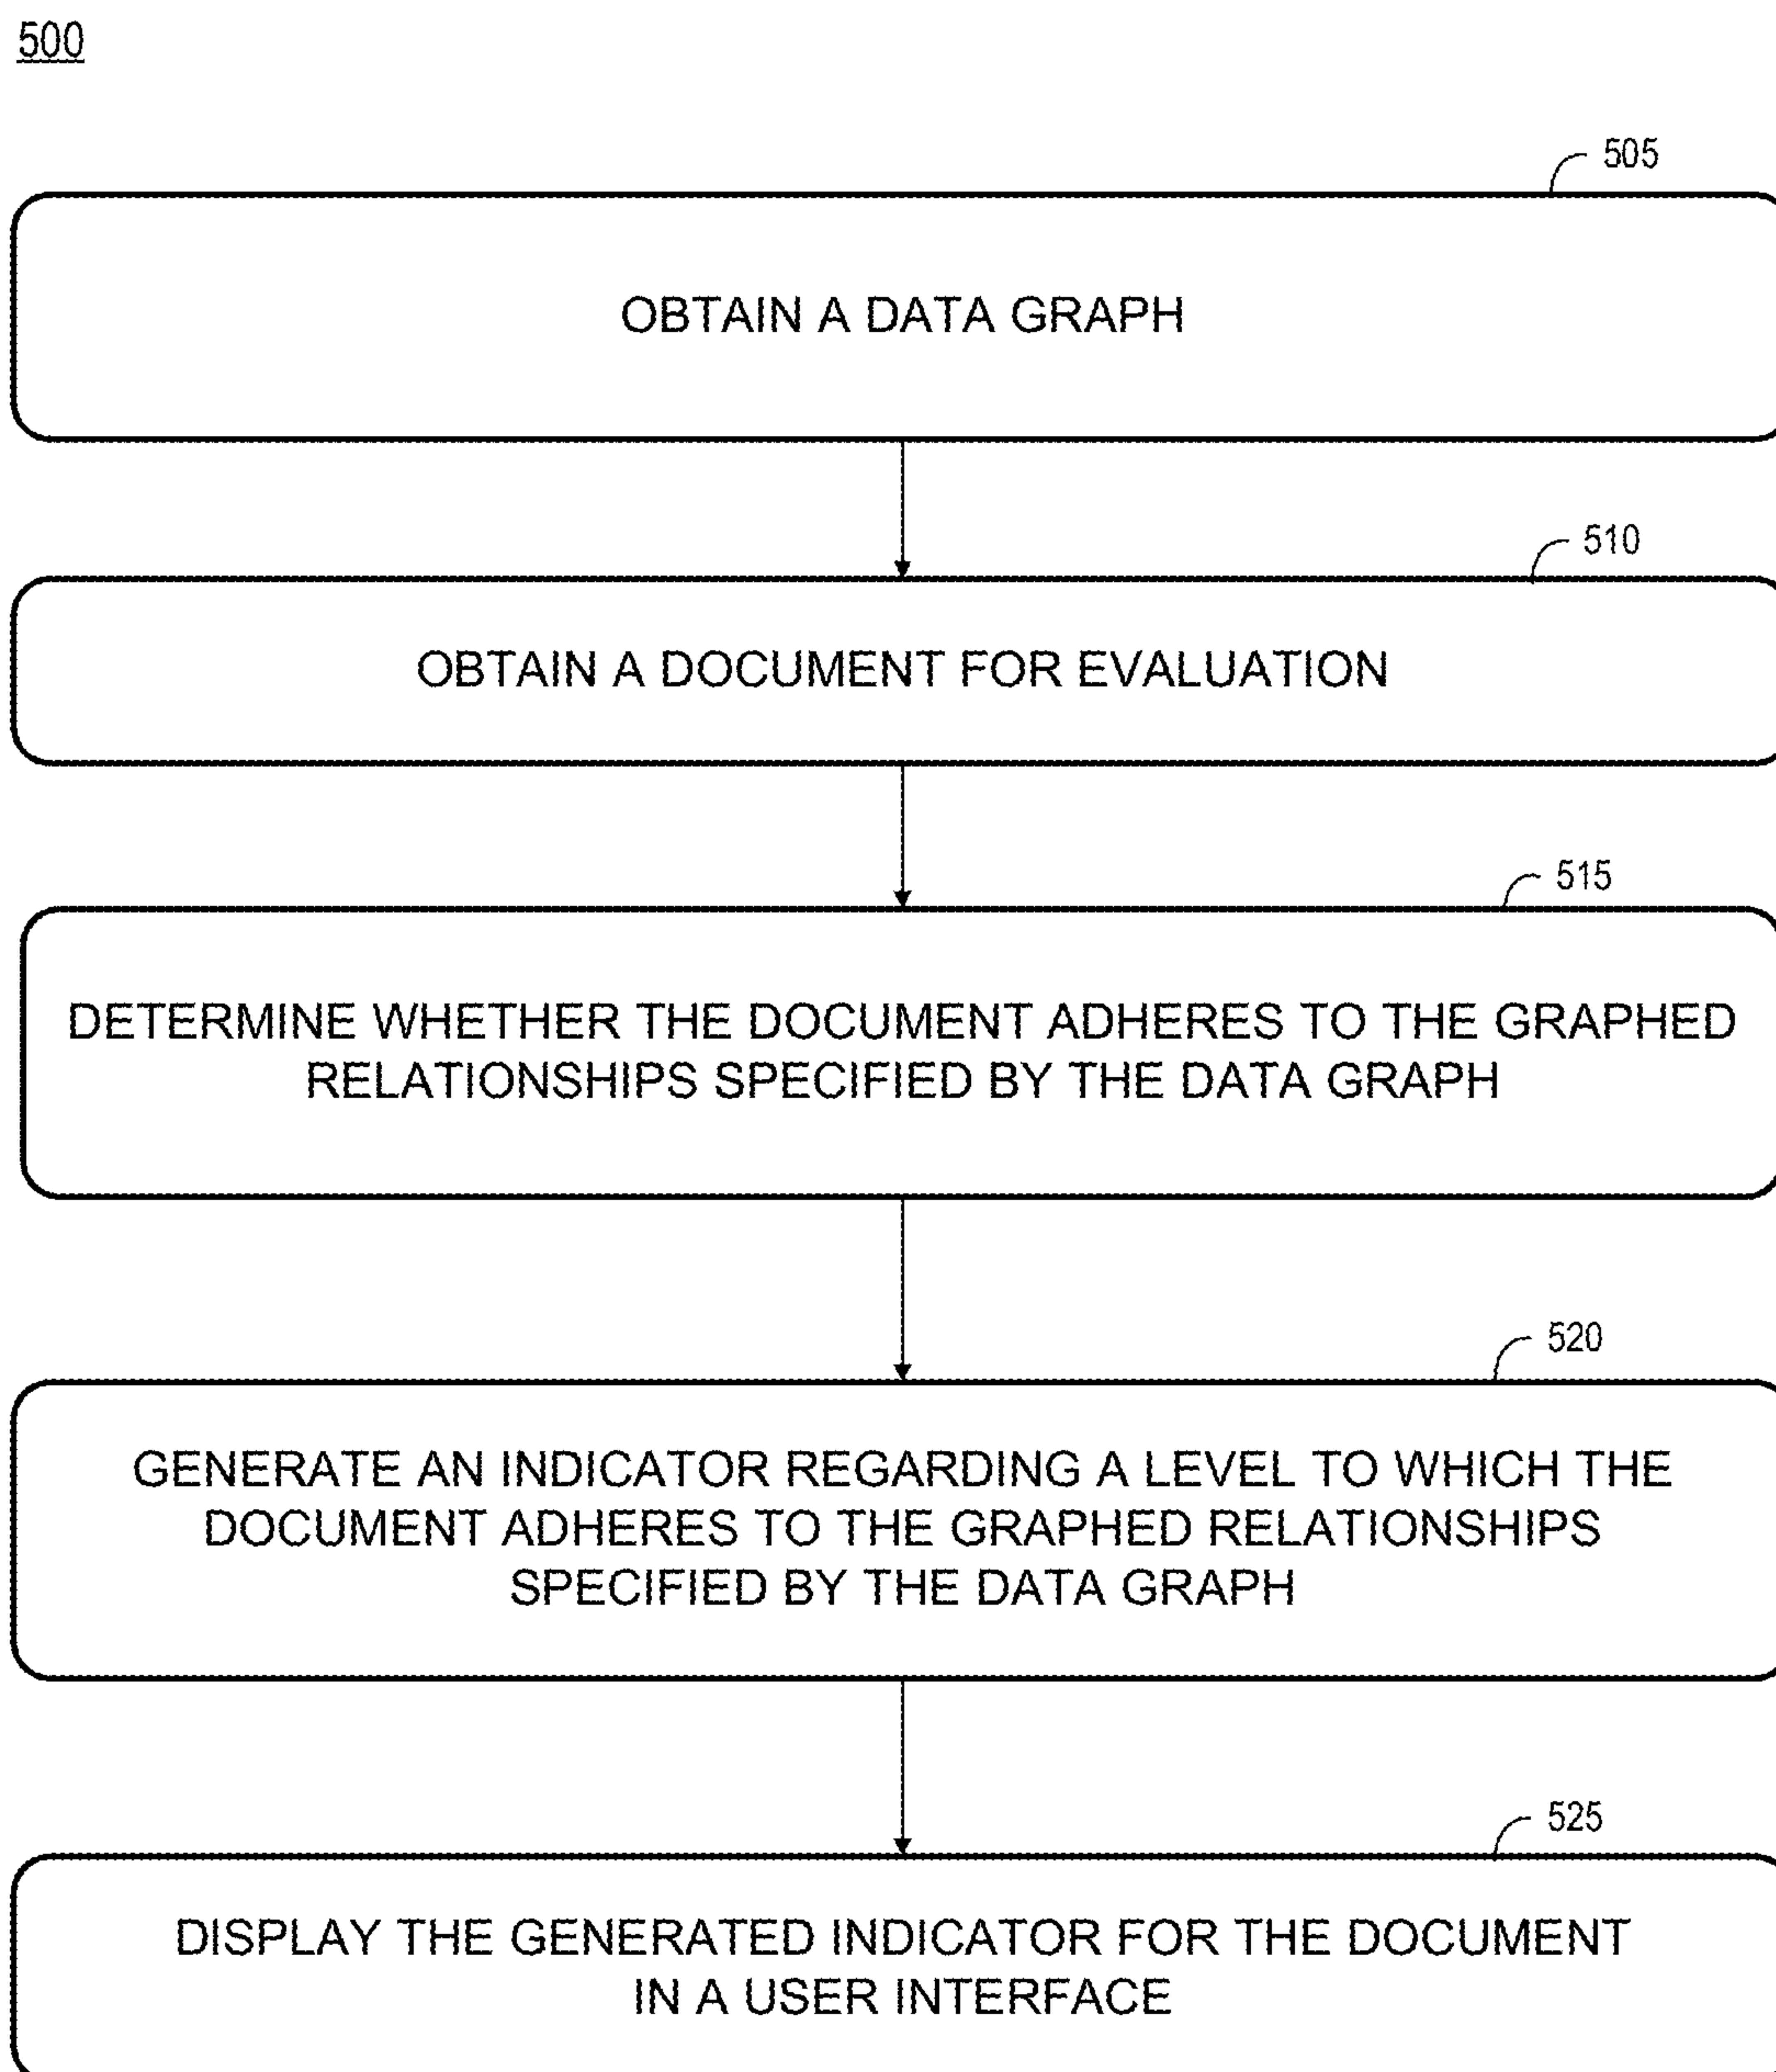 500
505
OBTAIN A DATA GRAPH
510
OBTAIN A DOCUMENT FOR EVALUATION
515
DETERMINE WHETHER THE DOCUMENT ADHERES TO THE GRAPHED
RELATIONSHIPS SPECIFIED BY THE DATA GRAPH
520
GENERATE AN INDICATOR REGARDING A LEVEL TO WHICH THE
DOCUMENT ADHERES TO THE GRAPHED RELATIONSHIPS
SPECIFIED BY THE DATA GRAPH
525
DISPLAY THE GENERATED INDICATOR FOR THE DOCUMENT
IN A USER INTERFACE